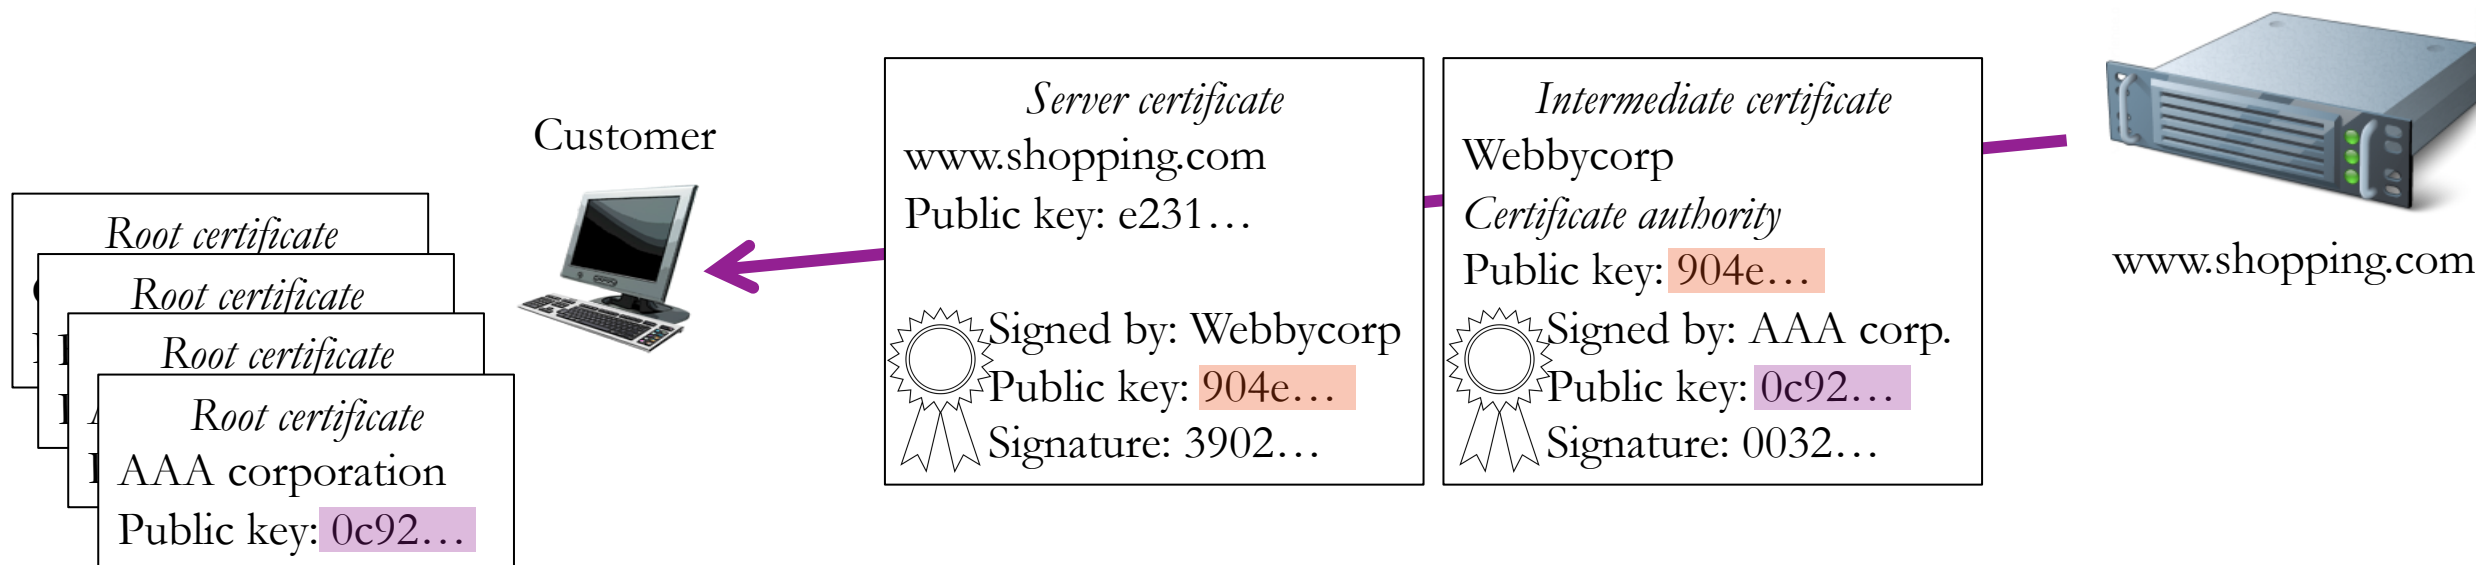 Customer
Root certificate
Root certificate
Root certificate
Root certificate
AAA corporation
Public key: 0c92…
Server certificate
www.shopping.com
Public key: e231…
Signed by: Webbycorp
Public key: 904e…
Signature: 3902…
Intermediate certificate
Webbycorp
Certificate authority
Public key: 904e…
Signed by: AAA corp.
Public key: 0c92…
Signature: 0032…
www.shopping.com